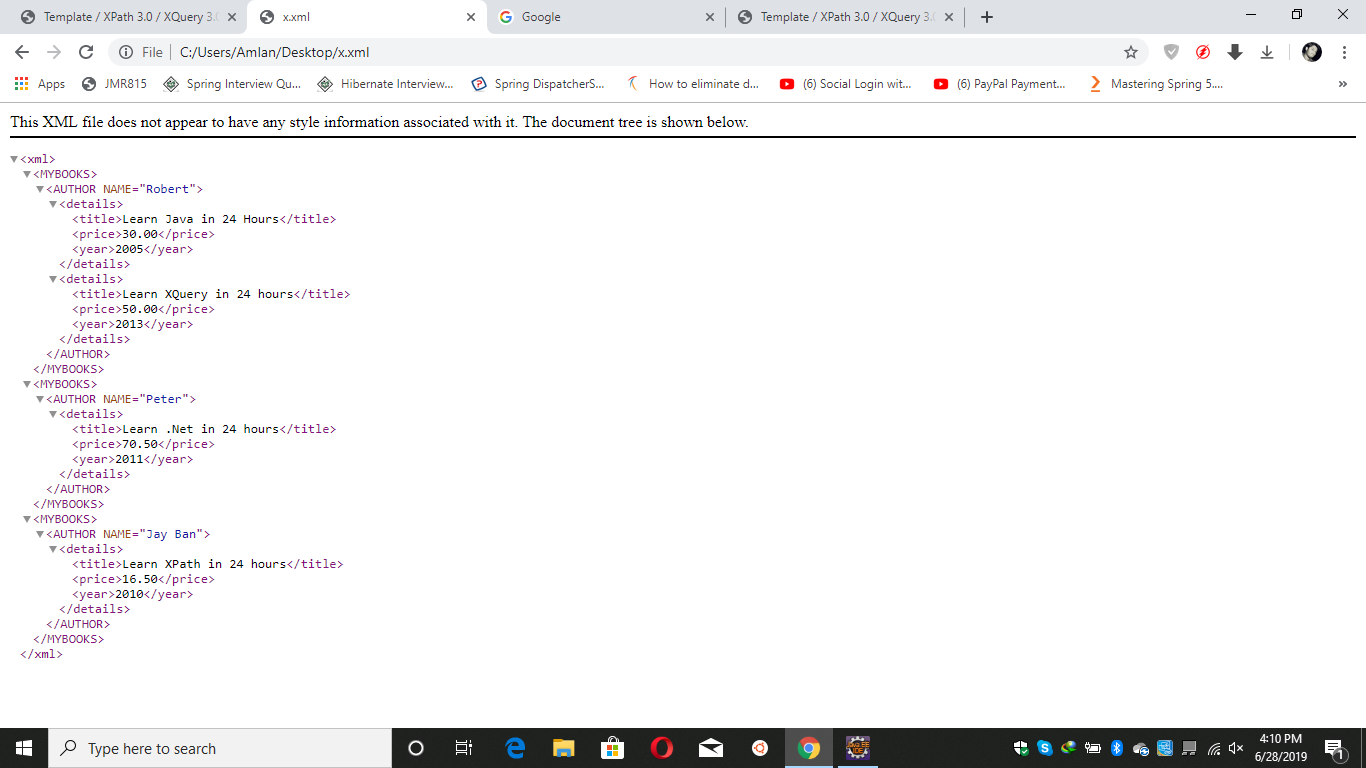 Template / XPath 3.0 / XQuery 3.0
x.xml
Google
Template / XPath 3.0 / XQuery 3.0
File
C:/Users/Amlan/Desktop/x.xml
Apps
JMR815
Spring Interview Qu...
Hibernate Interview...
Spring DispatcherS...
How to eliminate d...
(6) Social Login wit...
(6) PayPal Payment...
Mastering Spring 5....
»
This XML file does not appear to have any style information associated with it. The document tree is shown below.
<xml>
<MYBOOKS>
<AUTHOR NAME="Robert">
<details>
<title>Learn Java in 24 Hours</title>
<price>30.00</price>
<year>2005</year>
</details>
<details>
<title>Learn XQuery in 24 hours</title>
<price>50.00</price>
<year>2013</year>
</details>
</AUTHOR>
</MYBOOKS>
<MYBOOKS>
<AUTHOR NAME="Peter">
<details>
<title>Learn .Net in 24 hours</title>
<price>70.50</price>
<year>2011</year>
</details>
</AUTHOR>
</MYBOOKS>
<MYBOOKS>
<AUTHOR NAME="Jay Ban">
<details>
<title>Learn XPath in 24 hours</title>
<price>16.50</price>
<year>2010</year>
</details>
</AUTHOR>
</MYBOOKS>
</xml>
Type here to search
4:10 PM
6/28/2019
1